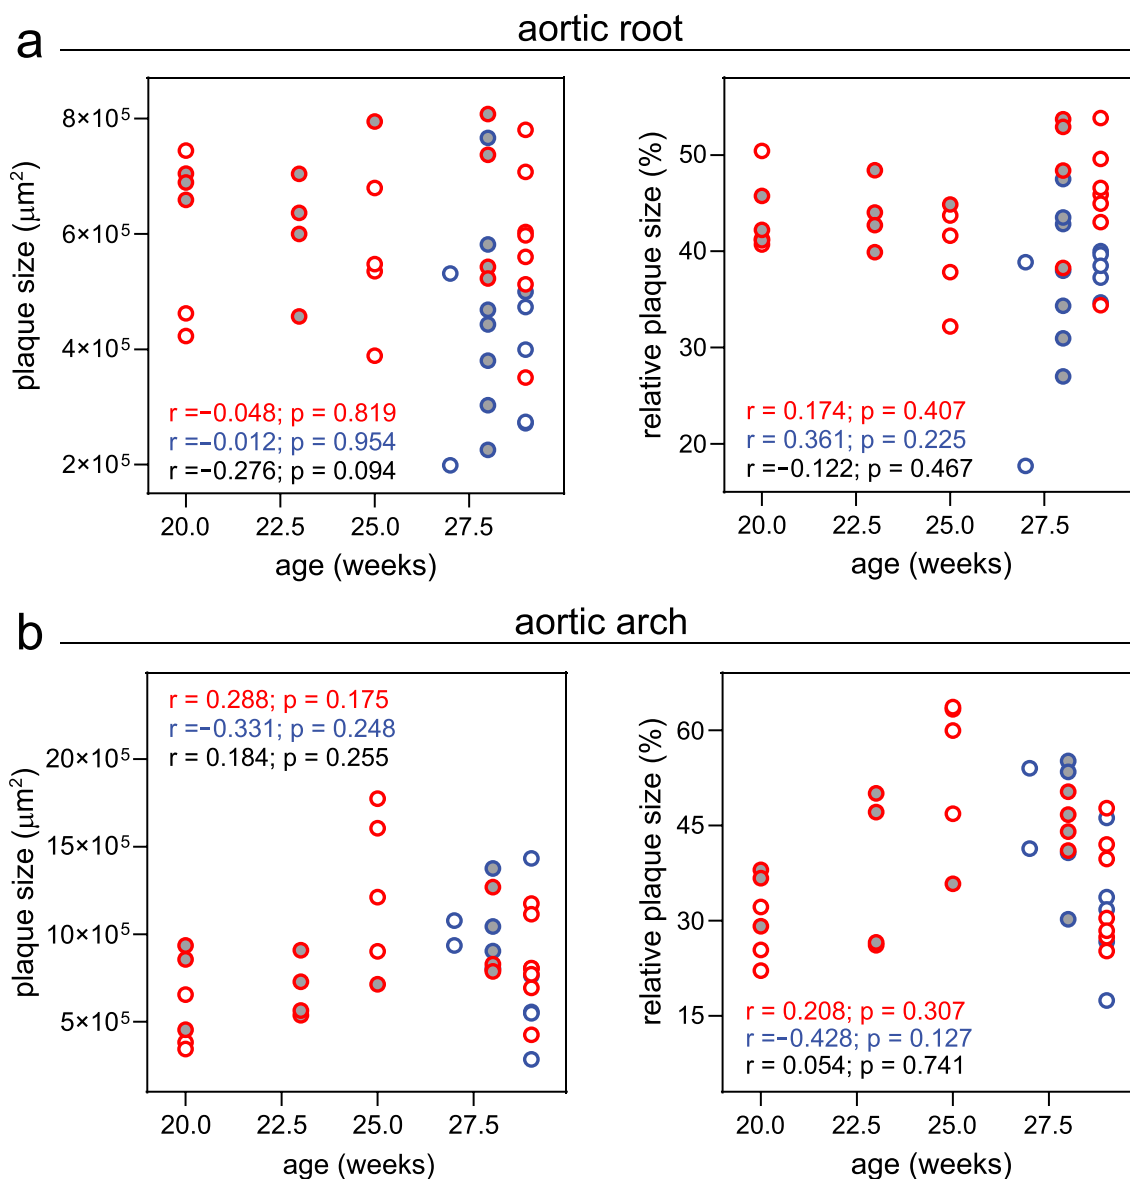 a
aortic root
plaque size (μm²)
8×10⁵
6×10⁵
4×10⁵
2×10⁵
r =−0.048; p = 0.819
r =−0.012; p = 0.954
r =−0.276; p = 0.094
20.0 22.5 25.0 27.5
age (weeks)
relative plaque size (%)
50
40
30
20
r = 0.174; p = 0.407
r = 0.361; p = 0.225
r =−0.122; p = 0.467
20.0 22.5 25.0 27.5
age (weeks)
b
aortic arch
plaque size (μm²)
r = 0.288; p = 0.175
r =−0.331; p = 0.248
r = 0.184; p = 0.255
20×10⁵
15×10⁵
10×10⁵
5×10⁵
20.0 22.5 25.0 27.5
age (weeks)
relative plaque size (%)
60
45
30
15
r = 0.208; p = 0.307
r =−0.428; p = 0.127
r = 0.054; p = 0.741
20.0 22.5 25.0 27.5
age (weeks)